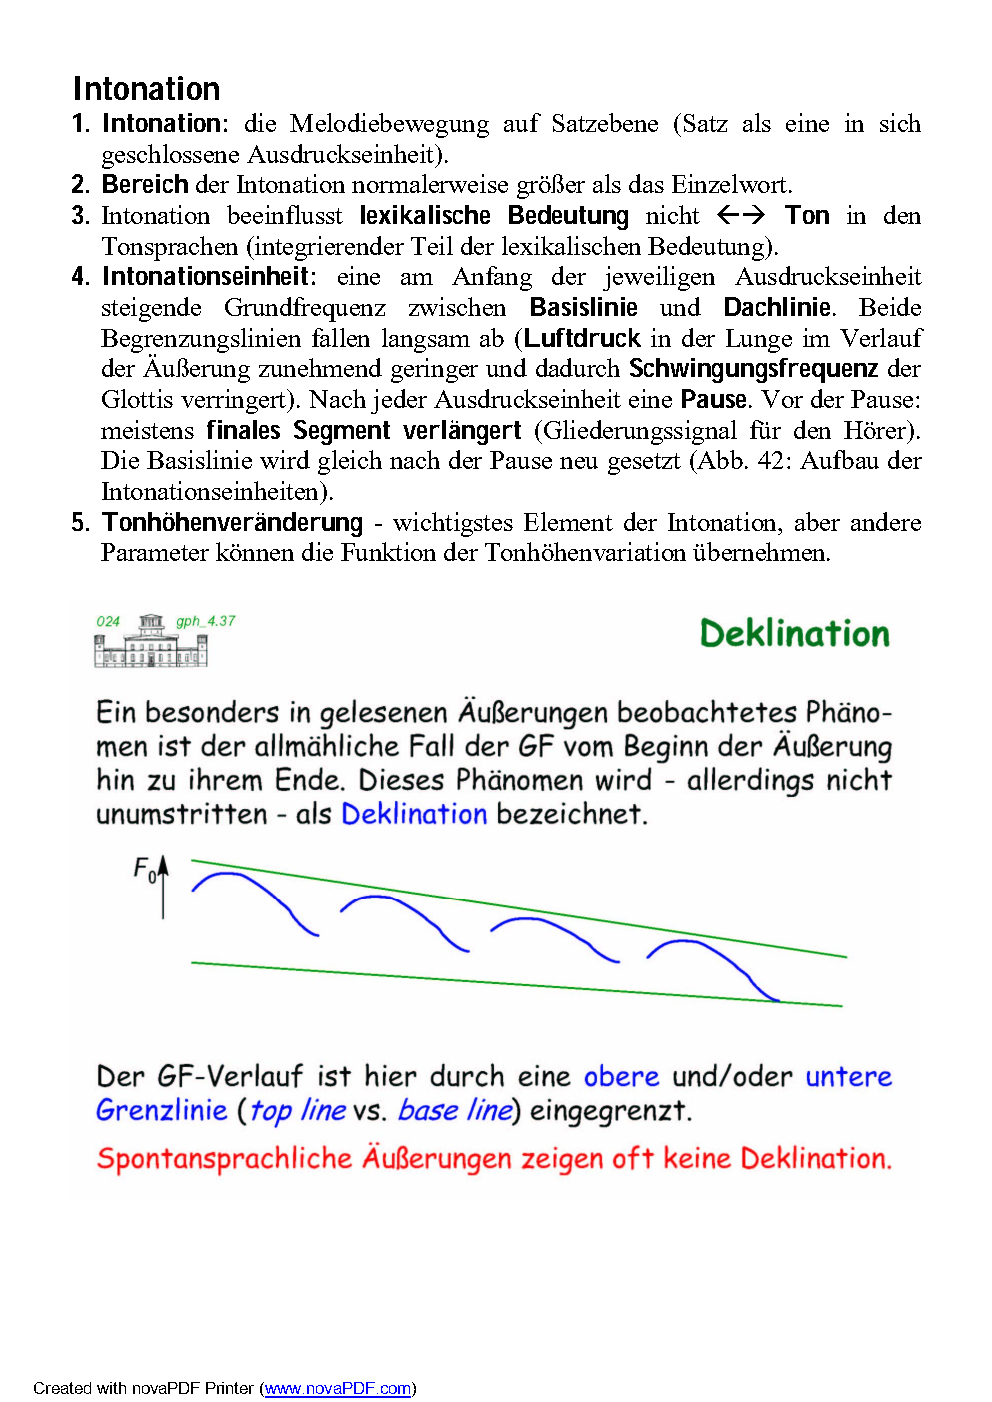 Intonation
1. Intonation: die Melodiebewegung auf Satzebene (Satz als eine in sich
geschlossene Ausdruckseinheit).
2. Bereich der Intonation normalerweise größer als das Einzelwort.
3. Intonation beeinflusst lexikalische Bedeutung nicht ←→ Ton in den
Tonsprachen (integrierender Teil der lexikalischen Bedeutung).
4. Intonationseinheit: eine am Anfang der jeweiligen Ausdruckseinheit
steigende Grundfrequenz zwischen Basislinie und Dachlinie. Beide
Begrenzungslinien fallen langsam ab (Luftdruck in der Lunge im Verlauf
der Äußerung zunehmend geringer und dadurch Schwingungsfrequenz der
Glottis verringert). Nach jeder Ausdruckseinheit eine Pause. Vor der Pause:
meistens finales Segment verlängert (Gliederungssignal für den Hörer).
Die Basislinie wird gleich nach der Pause neu gesetzt (Abb. 42: Aufbau der
Intonationseinheiten).
5. Tonhöhenveränderung - wichtigstes Element der Intonation, aber andere
Parameter können die Funktion der Tonhöhenvariation übernehmen.
024 gph_4.37
Deklination
Ein besonders in gelesenen Äußerungen beobachtetes Phäno-
men ist der allmähliche Fall der GF vom Beginn der Äußerung
hin zu ihrem Ende. Dieses Phänomen wird - allerdings nicht
unumstritten - als Deklination bezeichnet.
F0
Der GF-Verlauf ist hier durch eine obere und/oder untere
Grenzlinie (top line vs. base line) eingegrenzt.
Spontansprachliche Äußerungen zeigen oft keine Deklination.
Created with novaPDF Printer (www.novaPDF.com)